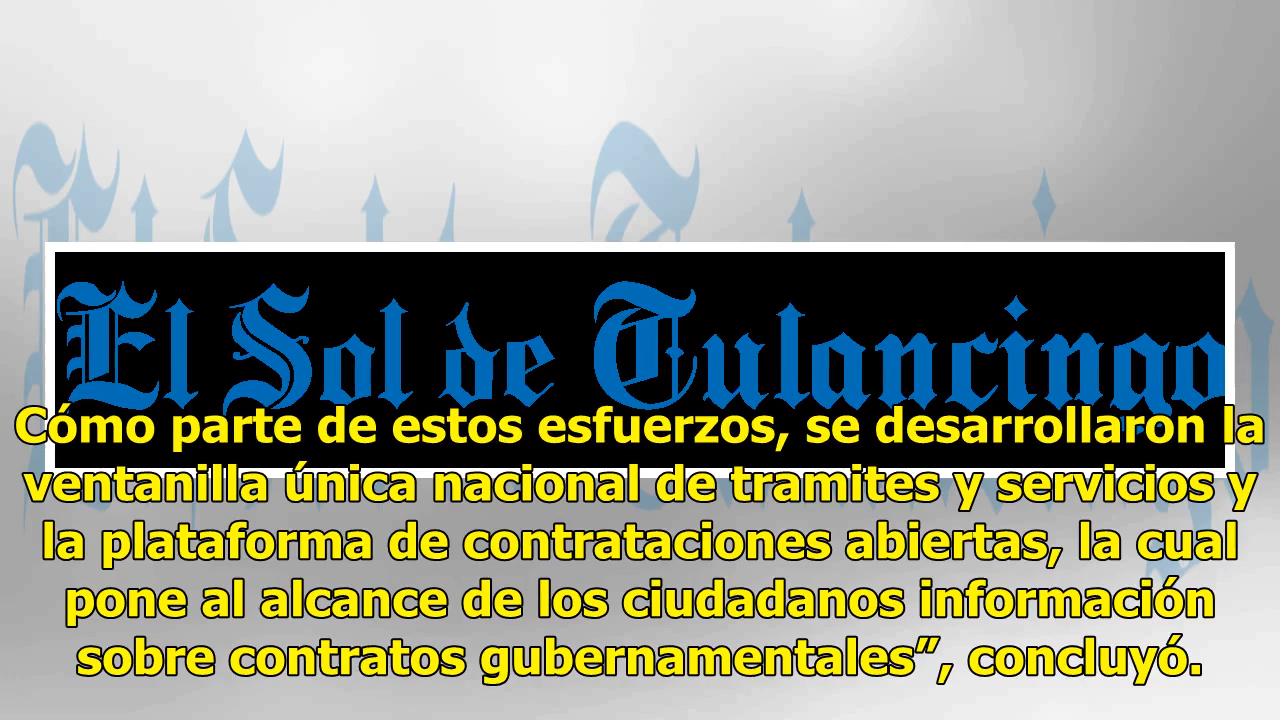 El Sol de Tulancingo
Cómo parte de estos esfuerzos, se desarrollaron la
ventanilla única nacional de tramites y servicios y
la plataforma de contrataciones abiertas, la cual
pone al alcance de los ciudadanos información
sobre contratos gubernamentales”, concluyó.